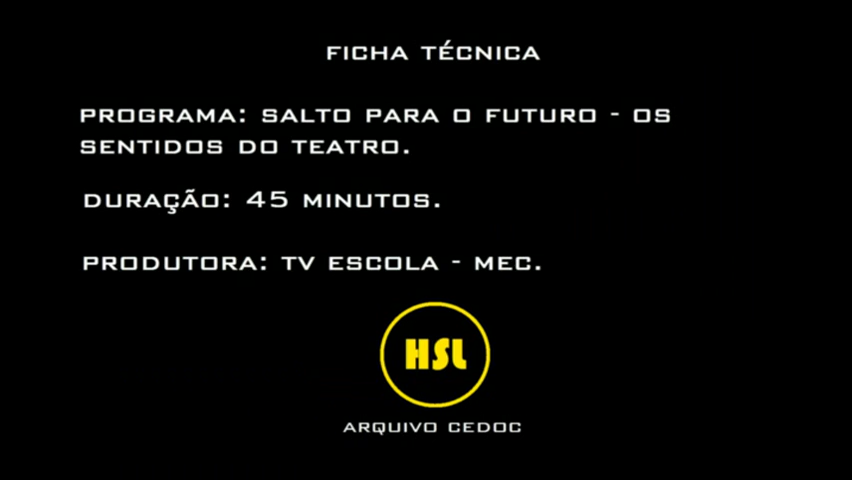 FICHA TÉCNICA
PROGRAMA: SALTO PARA O FUTURO - OS
SENTIDOS DO TEATRO.
DURAÇÃO: 45 MINUTOS.
PRODUTORA: TV ESCOLA - MEC.
HSL
ARQUIVO CEDOC